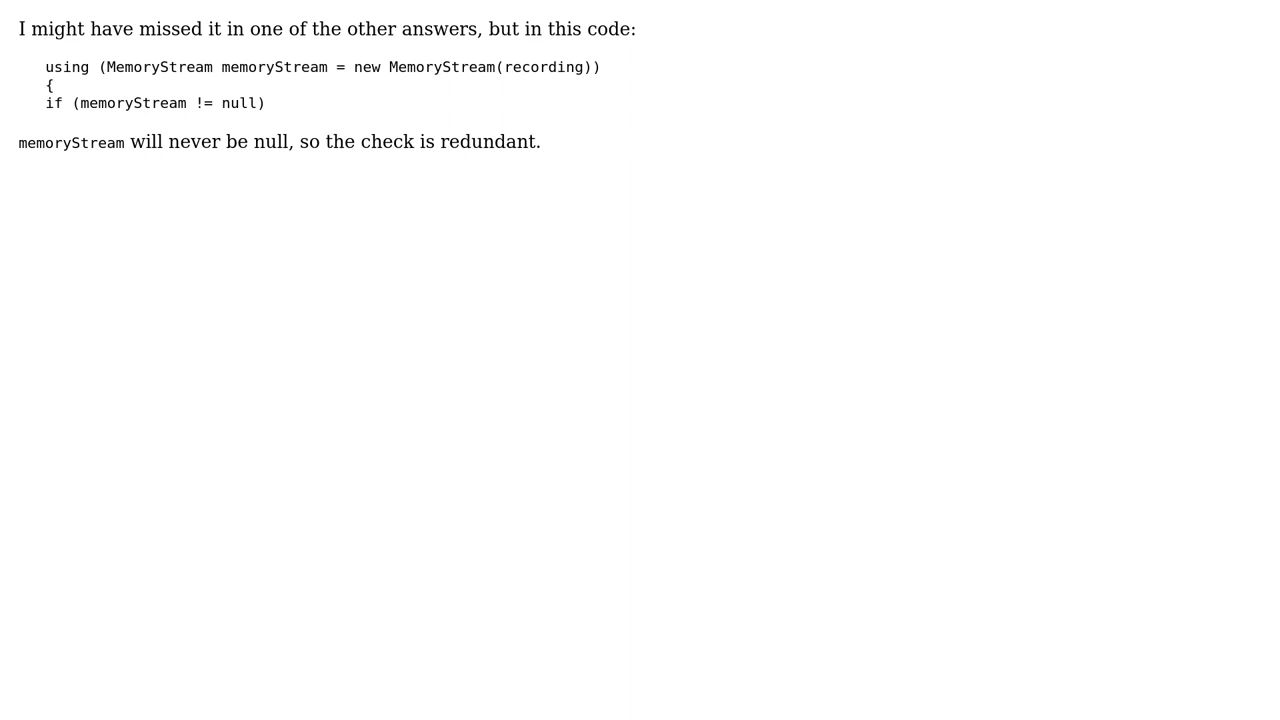 I might have missed it in one of the other answers, but in this code:
using (MemoryStream memoryStream = new MemoryStream(recording))
{
if (memoryStream != null)
memoryStream will never be null, so the check is redundant.